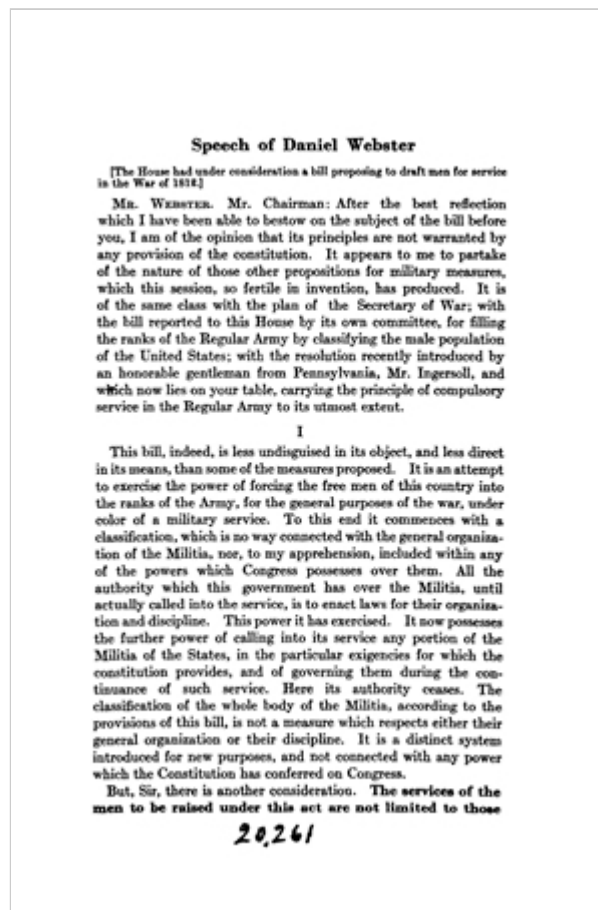 Speech of Daniel Webster
[The House had under consideration a bill proposing to draft men for service
in the War of 1812.]
MR. WEBSTER. Mr. Chairman: After the best reflection
which I have been able to bestow on the subject of the bill before
you, I am of the opinion that its principles are not warranted by
any provision of the constitution. It appears to me to partake
of the nature of those other propositions for military measures,
which this session, so fertile in invention, has produced. It is
of the same class with the plan of the Secretary of War; with
the bill reported to this House by its own committee, for filling
the ranks of the Regular Army by classifying the male population
of the United States; with the resolution recently introduced by
an honorable gentleman from Pennsylvania, Mr. Ingersoll, and
which now lies on your table, carrying the principle of compulsory
service in the Regular Army to its utmost extent.
I
This bill, indeed, is less undisguised in its object, and less direct
in its means, than some of the measures proposed. It is an attempt
to exercise the power of forcing the free men of this country into
the ranks of the Army, for the general purposes of the war, under
color of a military service. To this end it commences with a
classification, which is no way connected with the general organiza-
tion of the Militia, nor, to my apprehension, included within any
of the powers which Congress possesses over them. All the
authority which this government has over the Militia, until
actually called into the service, is to enact laws for their organiza-
tion and discipline. This power it has exercised. It now possesses
the further power of calling into its service any portion of the
Militia of the States, in the particular exigencies for which the
constitution provides, and of governing them during the con-
tinuance of such service. Here its authority ceases. The
classification of the whole body of the Militia, according to the
provisions of this bill, is not a measure which respects either their
general organization or their discipline. It is a distinct system
introduced for new purposes, and not connected with any power
which the Constitution has conferred on Congress.
But, Sir, there is another consideration. The services of the
men to be raised under this act are not limited to those
20,261